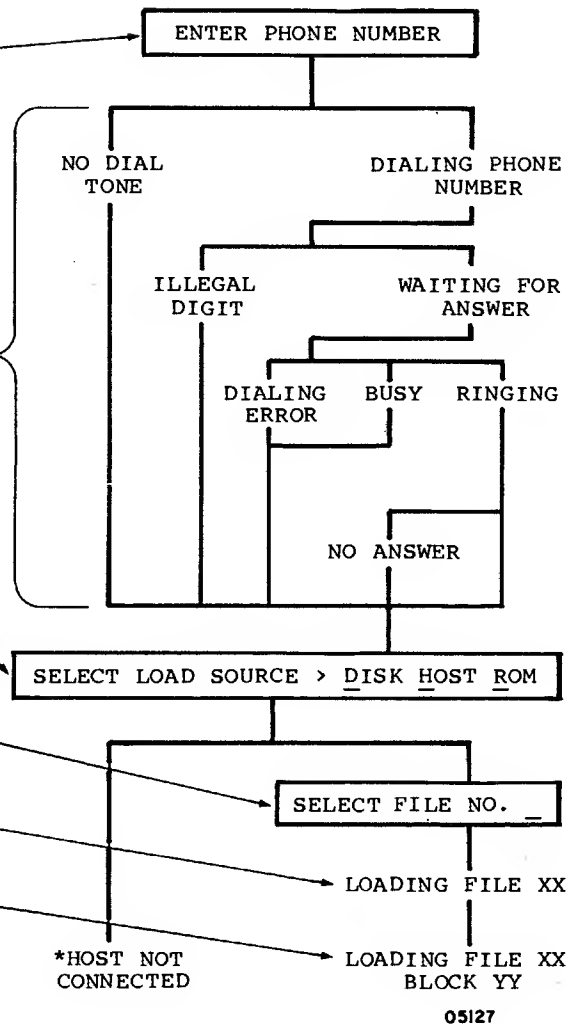 ENTER PHONE NUMBER
NO DIAL
TONE
DIALING PHONE
NUMBER
ILLEGAL
DIGIT
WAITING FOR
ANSWER
DIALING
ERROR
BUSY
RINGING
NO ANSWER
SELECT LOAD SOURCE > DISK HOST ROM
SELECT FILE NO. _
LOADING FILE XX
*HOST NOT
CONNECTED
LOADING FILE XX
BLOCK YY
05127